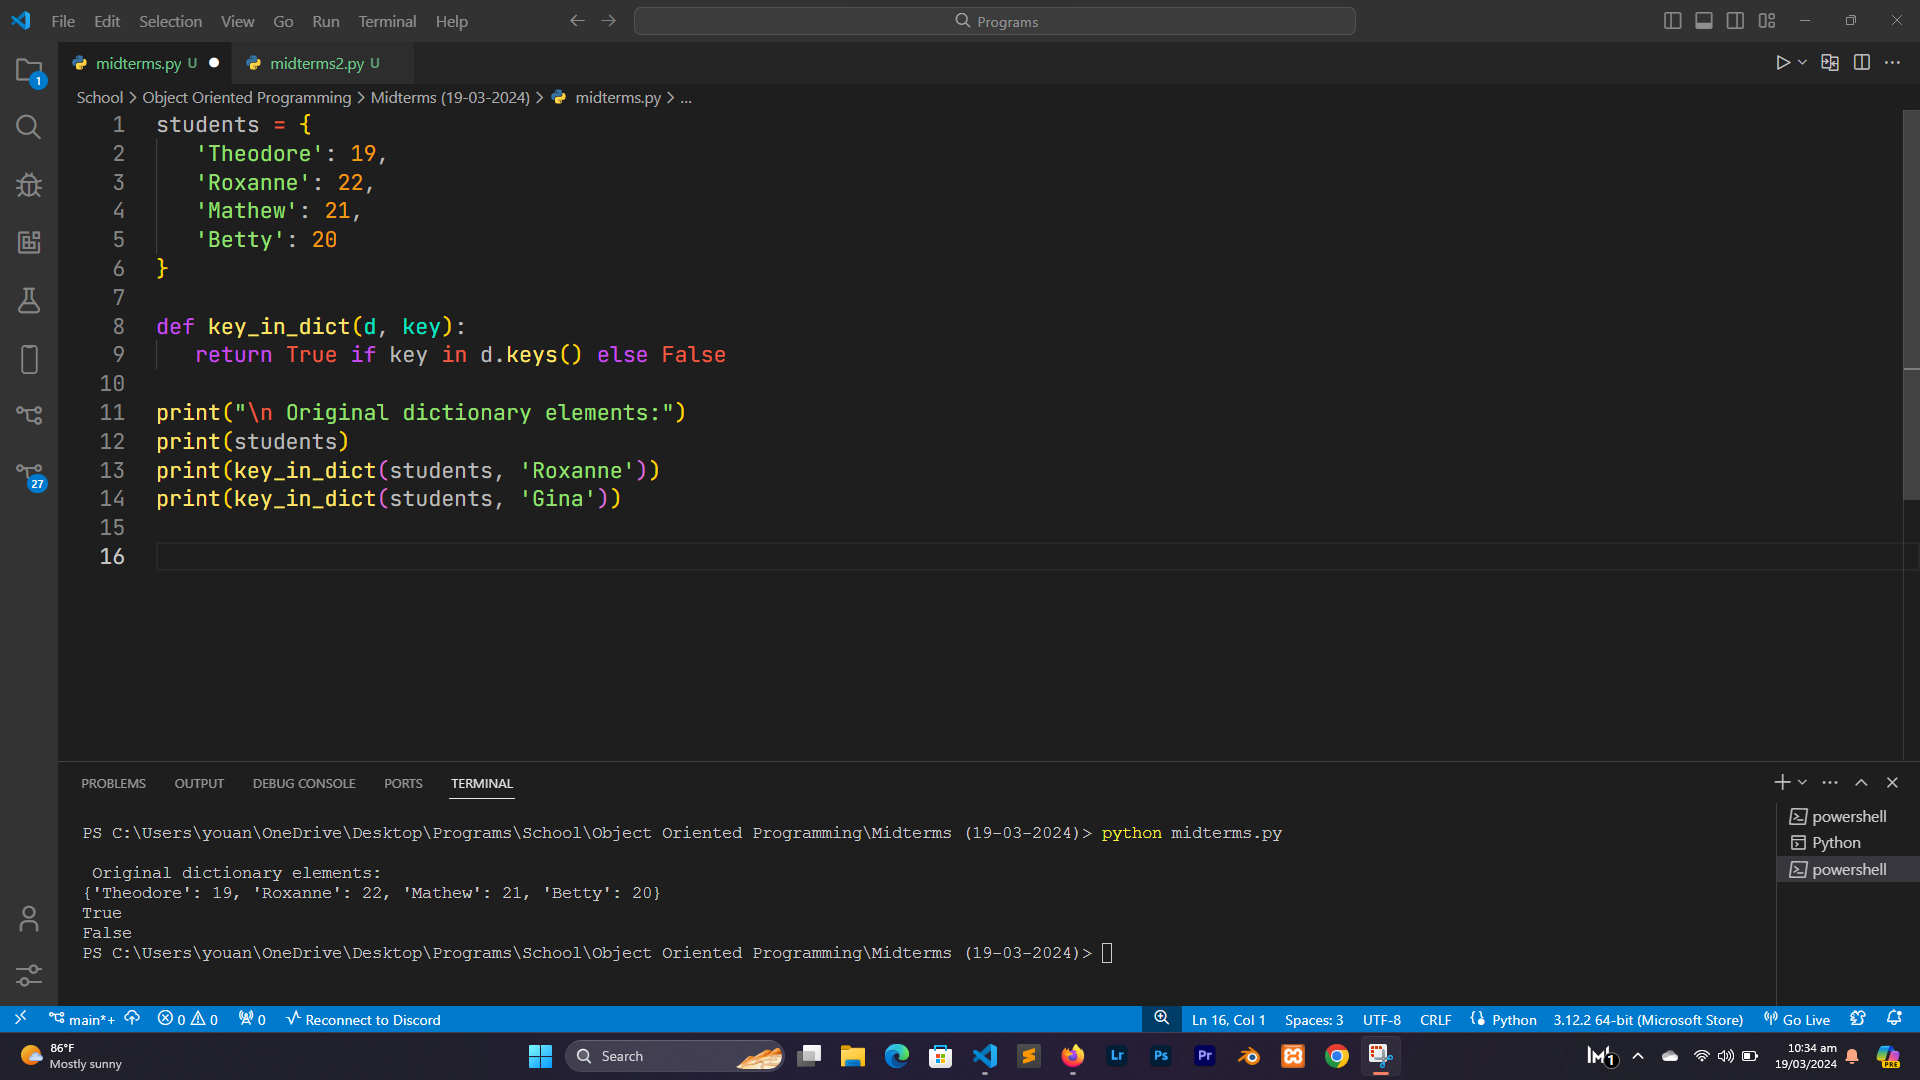 File Edit Selection View Go Run Terminal Help
Programs
midterms.py U
midterms2.py U
School > Object Oriented Programming > Midterms (19-03-2024) > midterms.py > ...
1 students = {
2 'Theodore': 19,
3 'Roxanne': 22,
4 'Mathew': 21,
5 'Betty': 20
6 }
7
8 def key_in_dict(d, key):
9 return True if key in d.keys() else False
10
11 print("\n Original dictionary elements:")
12 print(students)
13 print(key_in_dict(students, 'Roxanne'))
14 print(key_in_dict(students, 'Gina'))
15
16
1
27
PROBLEMS OUTPUT DEBUG CONSOLE PORTS TERMINAL
PS C:\Users\youan\OneDrive\Desktop\Programs\School\Object Oriented Programming\Midterms (19-03-2024)> python midterms.py
Original dictionary elements:
{'Theodore': 19, 'Roxanne': 22, 'Mathew': 21, 'Betty': 20}
True
False
PS C:\Users\youan\OneDrive\Desktop\Programs\School\Object Oriented Programming\Midterms (19-03-2024)>
powershell
Python
powershell
main*+ 0 0 0 Reconnect to Discord
Ln 16, Col 1 Spaces: 3 UTF-8 CRLF Python 3.12.2 64-bit (Microsoft Store) Go Live
86°F
Mostly sunny
Search
Lr Ps Pr
1
10:34 am
19/03/2024
PRE